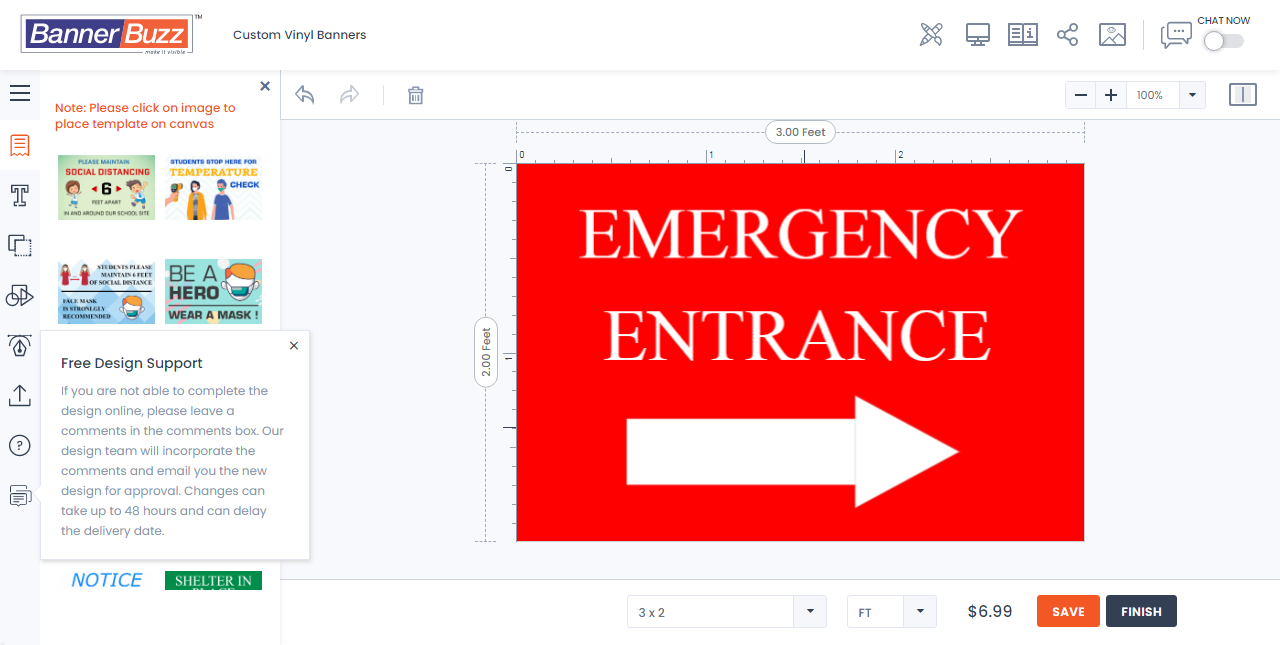 BannerBuzz™
make it visible
Custom Vinyl Banners
CHAT NOW
Note: Please click on image to
place template on canvas
PLEASE MAINTAIN
SOCIAL DISTANCING
6
FEET APART
IN AND AROUND OUR SCHOOL SITE
STUDENTS STOP HERE FOR
TEMPERATURE
CHECK
STUDENTS PLEASE
MAINTAIN 6 FEET
OF SOCIAL DISTANCE
FACE MASK
IS STRONLGLY
RECOMMENDED
BE A
HERO
WEAR A MASK !
Free Design Support
If you are not able to complete the
design online, please leave a
comments in the comments box. Our
design team will incorporate the
comments and email you the new
design for approval. Changes can
take up to 48 hours and can delay
the delivery date.
NOTICE
SHELTER IN
PLACE
100%
3.00 Feet
0 1 2
0
2.00 Feet
1
EMERGENCY
ENTRANCE
3 x 2
FT
$6.99
SAVE
FINISH